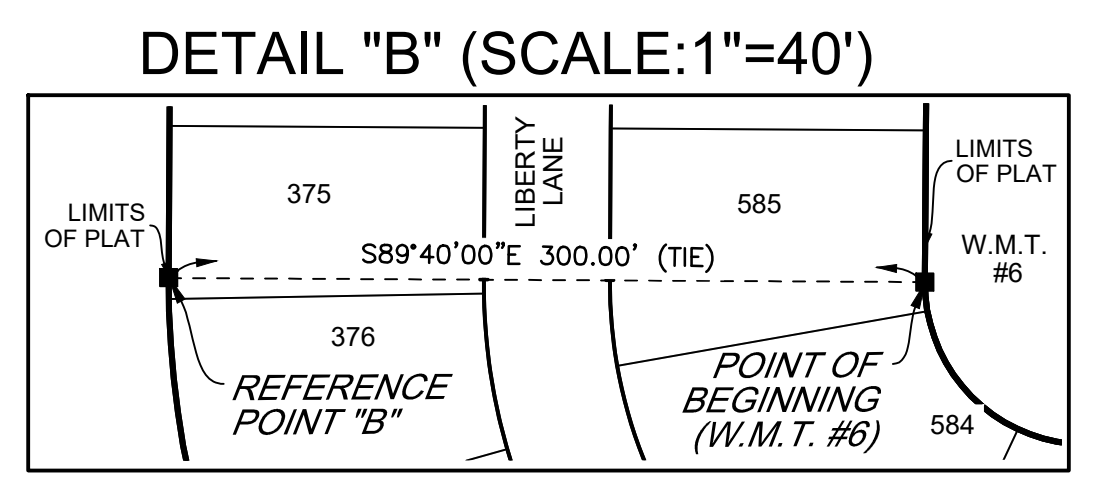 DETAIL "B" (SCALE:1"=40')
LIMITS
OF PLAT
375
LIBERTY
LANE
585
LIMITS
OF PLAT
W.M.T.
#6
S89°40'00"E 300.00' (TIE)
376
REFERENCE
POINT "B"
POINT OF
BEGINNING
(W.M.T. #6)
584